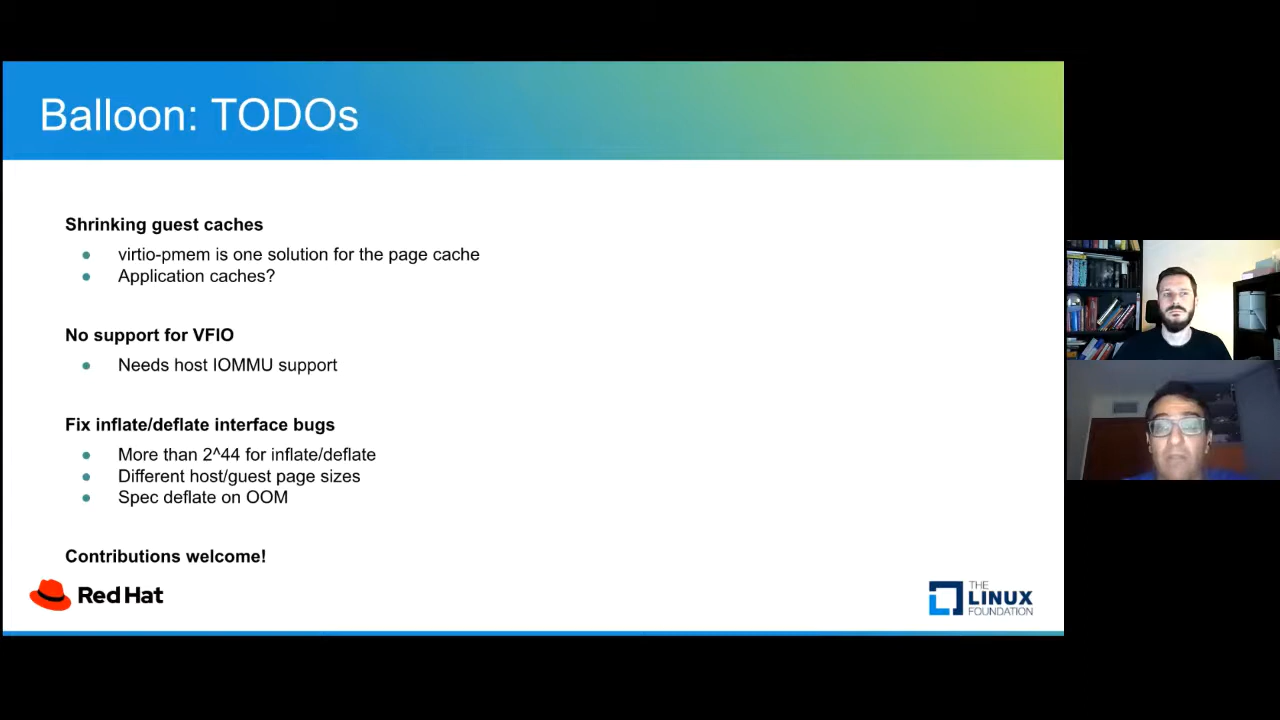 Balloon: TODOs
Shrinking guest caches
● virtio-pmem is one solution for the page cache
● Application caches?
No support for VFIO
● Needs host IOMMU support
Fix inflate/deflate interface bugs
● More than 2^44 for inflate/deflate
● Different host/guest page sizes
● Spec deflate on OOM
Contributions welcome!
Red Hat
THE
LINUX
FOUNDATION